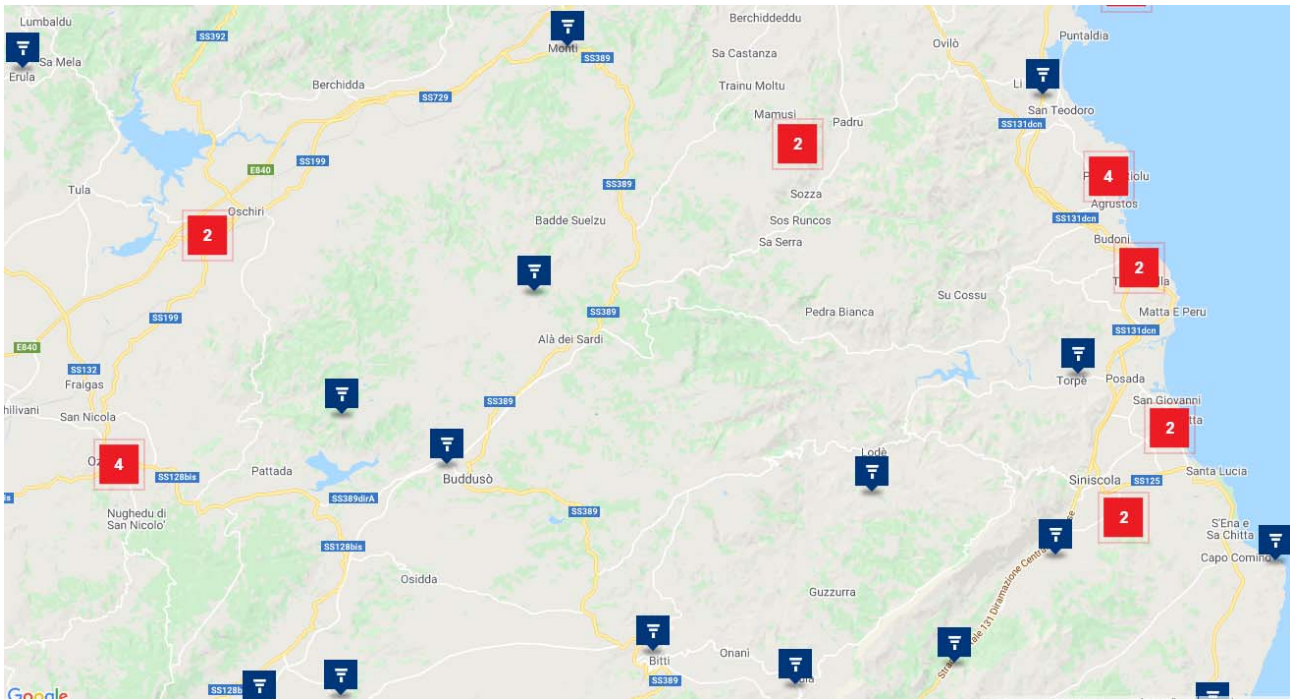 Lumbaldu
SS392
Berchiddeddu
Puntaldia
Ovilò
Monti
SS389
Sa Castanza
Sa Mela
Erula
Berchidda
Trainu Moltu
Li
SS729
San Teodoro
Mamusi
Padru
SS131dcn
2
SS199
E840
4
SS389
Tula
Sozza
Agrustos
Oschiri
Badde Suelzu
Sos Runcos
SS131dcn
2
Sa Serra
Budoni
2
Su Cossu
SS389
Pedra Bianca
Matta E Peru
SS199
SS131dcn
Alà dei Sardi
E840
SS132
Fraigas
Torpè
Posada
San Nicola
SS389
San Giovanni
2
Lodè
4
Pattada
SS128bis
Buddusò
Santa Lucia
Siniscola
SS125
SS389dirA
Nughedu di
San Nicolo'
SS389
2
S'Ena e
Sa Chitta
SS128bis
Capo Comino
Osidda
Guzzurra
Onanì
Bitti
SS389
Google